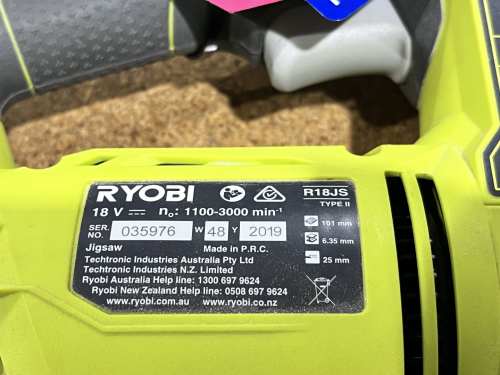 RYOBI
R18JS
TYPE II
18 V ⎓ n₀: 1100-3000 min⁻¹
SER. NO. 035976 W 48 Y 2019
101 mm
6.35 mm
25 mm
Jigsaw Made in P.R.C.
Techtronic Industries Australia Pty Ltd
Techtronic Industries N.Z. Limited
Ryobi Australia Help line: 1300 697 9624
Ryobi New Zealand Help line: 0508 697 9624
www.ryobi.com.au www.ryobi.co.nz